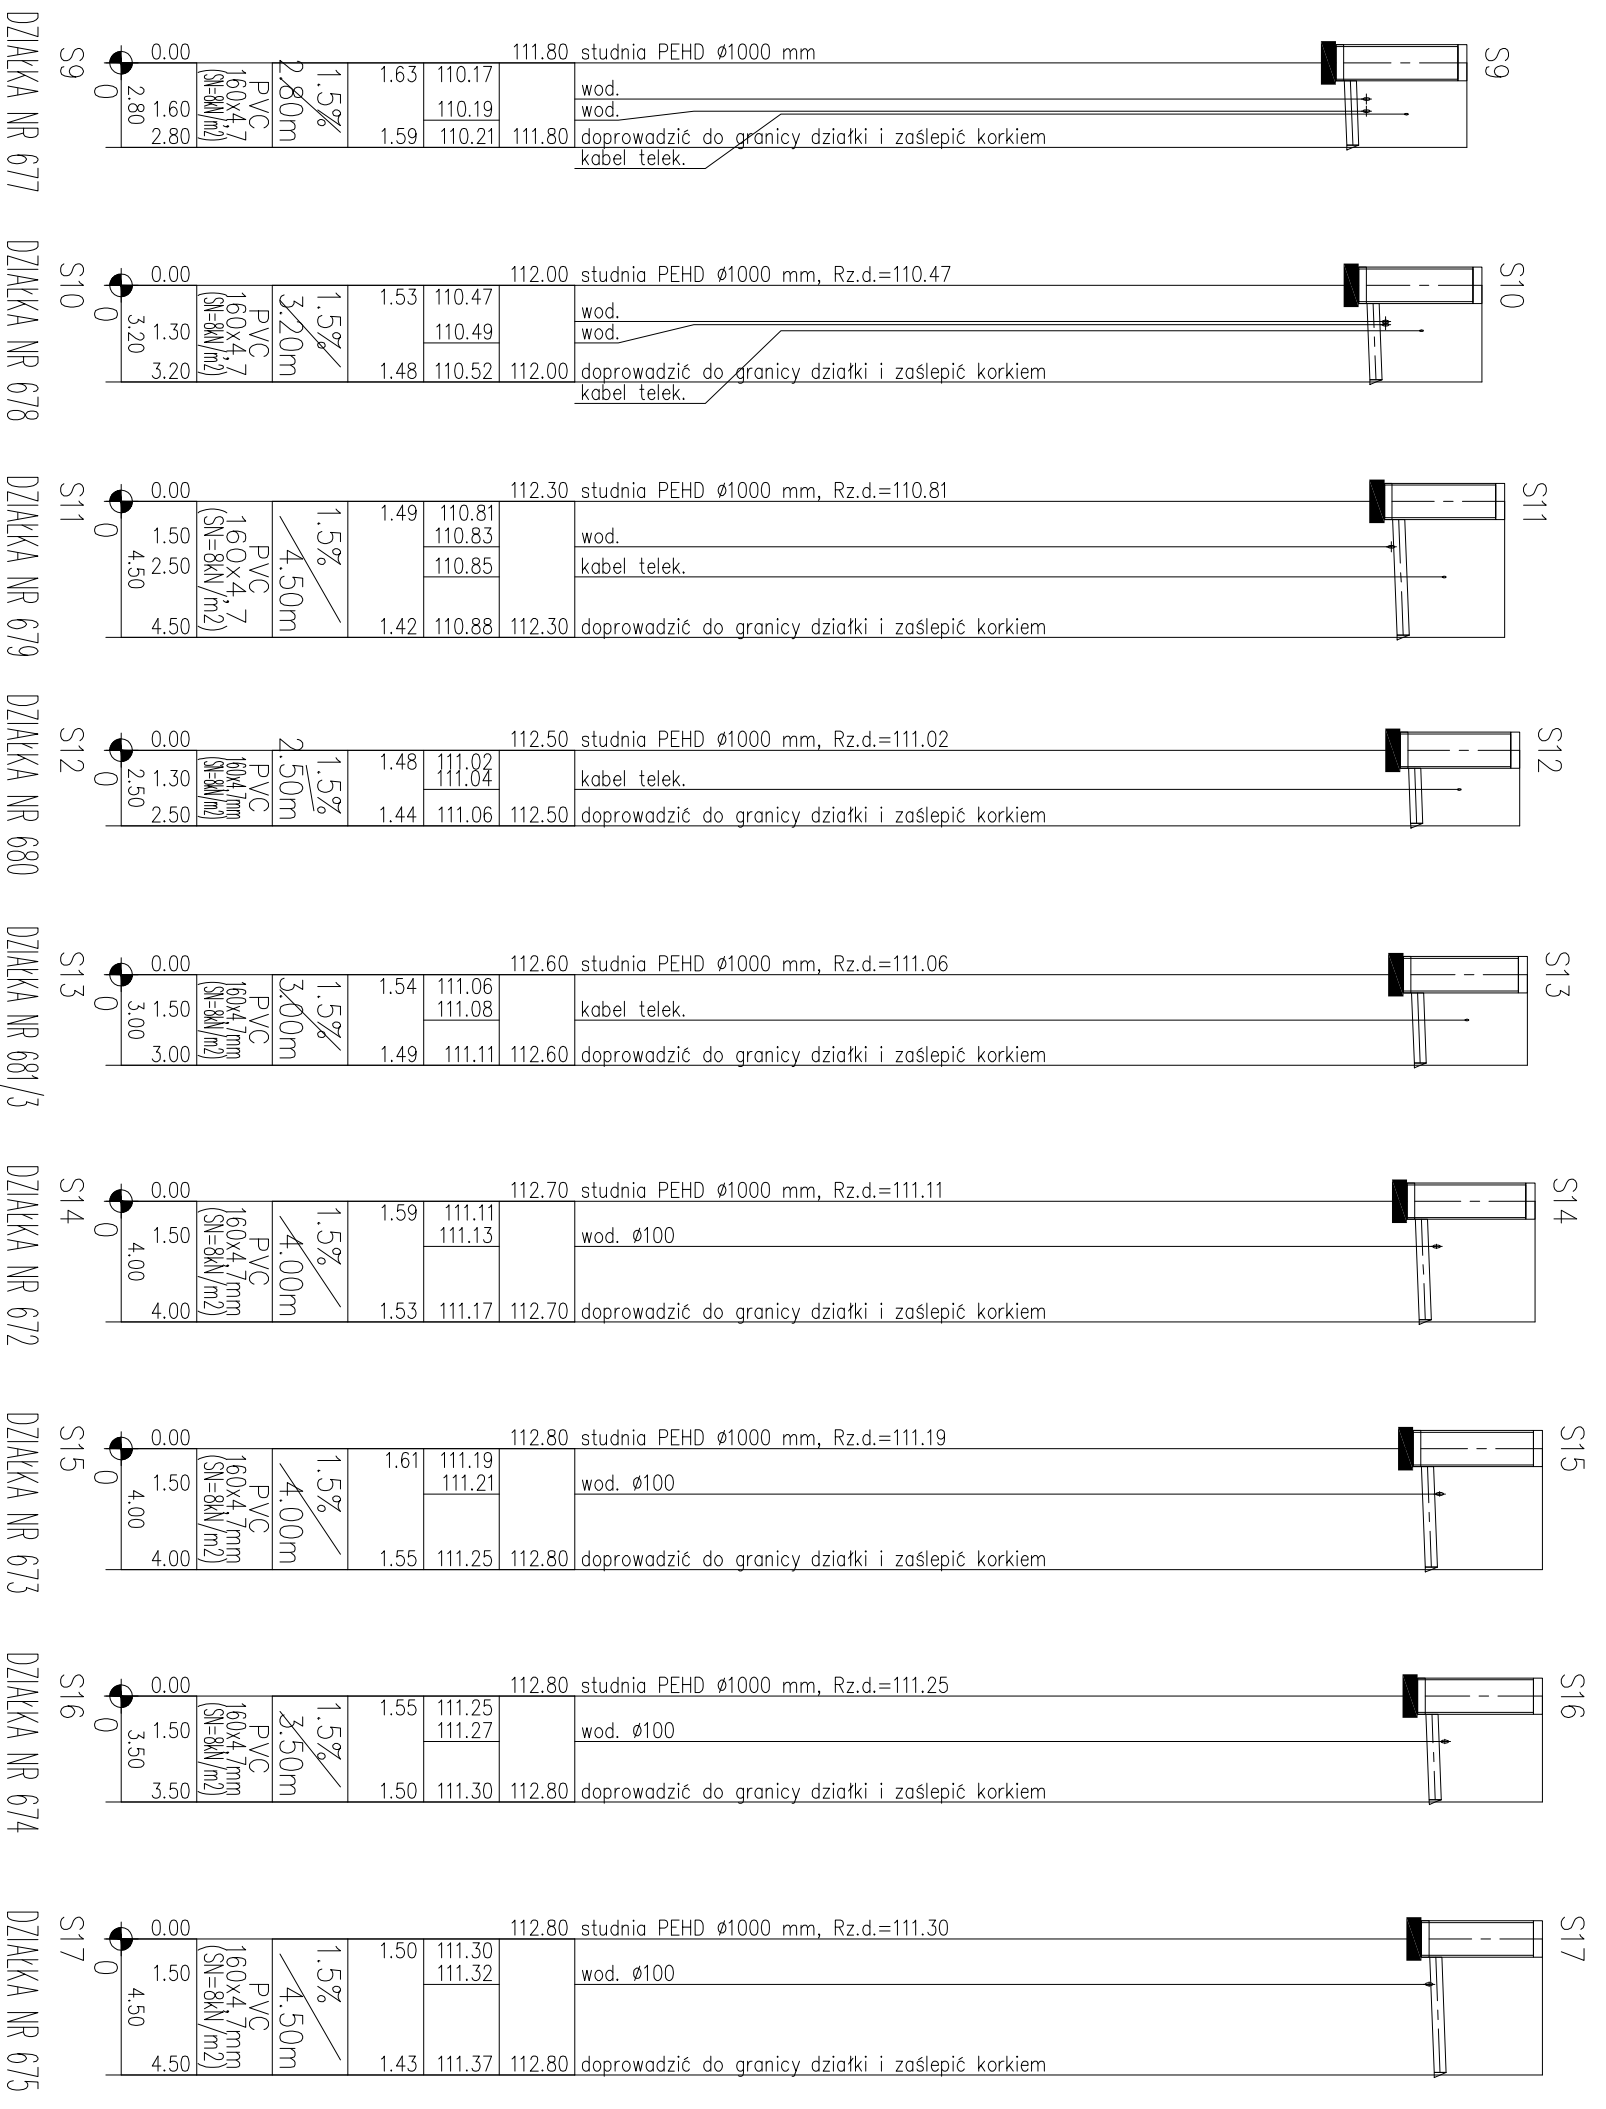 S9
111.80 studnia PEHD ø1000 mm
wod.
wod.
111.80 doprowadzić do granicy działki i zaślepić korkiem
kabel telek.
110.17
110.19
110.21
1.63
1.59
1.5%
2.80m
PVC
160x4,7
(SN=8kN/m2)
0.00
1.60
2.80
2.80
0
S9
DZIAŁKA NR 677
S10
112.00 studnia PEHD ø1000 mm, Rz.d.=110.47
wod.
wod.
112.00 doprowadzić do granicy działki i zaślepić korkiem
kabel telek.
110.47
110.49
110.52
1.53
1.48
1.5%
3.20m
PVC
160x4,7
(SN=8kN/m2)
0.00
1.30
3.20
3.20
0
S10
DZIAŁKA NR 678
S11
112.30 studnia PEHD ø1000 mm, Rz.d.=110.81
wod.
kabel telek.
112.30 doprowadzić do granicy działki i zaślepić korkiem
110.81
110.83
110.85
110.88
1.49
1.42
1.5%
4.50m
PVC
160x4,7
(SN=8kN/m2)
0.00
1.50
2.50
4.50
4.50
0
S11
DZIAŁKA NR 679
S12
112.50 studnia PEHD ø1000 mm, Rz.d.=111.02
kabel telek.
112.50 doprowadzić do granicy działki i zaślepić korkiem
111.02
111.04
111.06
1.48
1.44
1.5%
2.50m
PVC
160x4,7mm
(SN=8kN/m2)
0.00
1.30
2.50
2.50
0
S12
DZIAŁKA NR 680
S13
112.60 studnia PEHD ø1000 mm, Rz.d.=111.06
kabel telek.
112.60 doprowadzić do granicy działki i zaślepić korkiem
111.06
111.08
111.11
1.54
1.49
1.5%
3.00m
PVC
160x4,7mm
(SN=8kN/m2)
0.00
1.50
3.00
3.00
0
S13
DZIAŁKA NR 681/3
S14
112.70 studnia PEHD ø1000 mm, Rz.d.=111.11
wod. ø100
112.70 doprowadzić do granicy działki i zaślepić korkiem
111.11
111.13
111.17
1.59
1.53
1.5%
4.00m
PVC
160x4,7mm
(SN=8kN/m2)
0.00
1.50
4.00
4.00
0
S14
DZIAŁKA NR 672
S15
112.80 studnia PEHD ø1000 mm, Rz.d.=111.19
wod. ø100
112.80 doprowadzić do granicy działki i zaślepić korkiem
111.19
111.21
111.25
1.61
1.55
1.5%
4.00m
PVC
160x4,7mm
(SN=8kN/m2)
0.00
1.50
4.00
4.00
0
S15
DZIAŁKA NR 673
S16
112.80 studnia PEHD ø1000 mm, Rz.d.=111.25
wod. ø100
112.80 doprowadzić do granicy działki i zaślepić korkiem
111.25
111.27
111.30
1.55
1.50
1.5%
3.50m
PVC
160x4,7mm
(SN=8kN/m2)
0.00
1.50
3.50
3.50
0
S16
DZIAŁKA NR 674
S17
112.80 studnia PEHD ø1000 mm, Rz.d.=111.30
wod. ø100
112.80 doprowadzić do granicy działki i zaślepić korkiem
111.30
111.32
111.37
1.50
1.43
1.5%
4.50m
PVC
160x4,7mm
(SN=8kN/m2)
0.00
1.50
4.50
4.50
0
S17
DZIAŁKA NR 675